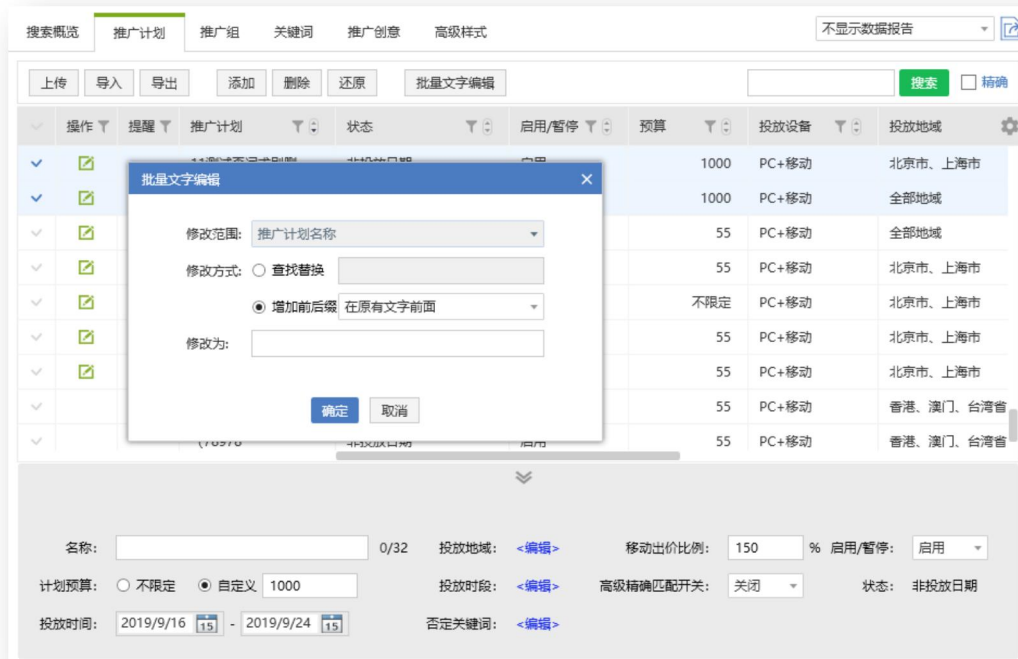 搜索概览 推广计划 推广组 关键词 推广创意 高级样式 不显示数据报告
上传 导入 导出 添加 删除 还原 批量文字编辑 搜索 精确
操作 提醒 推广计划 状态 启用/暂停 预算 投放设备 投放地域
1000 PC+移动 北京市、上海市
批量文字编辑
1000 PC+移动 全部地域
修改范围: 推广计划名称 55 PC+移动 全部地域
修改方式: 查找替换 55 PC+移动 北京市、上海市
增加前后缀 在原有文字前面 不限定 PC+移动 北京市、上海市
修改为: 55 PC+移动 北京市、上海市
55 PC+移动 北京市、上海市
确定 取消 55 PC+移动 香港、澳门、台湾省
非投放日期 启用 55 PC+移动 香港、澳门、台湾省
名称: 0/32 投放地域: <编辑> 移动出价比例: 150 % 启用/暂停: 启用
计划预算: 不限定 自定义 1000 投放时段: <编辑> 高级精确匹配开关: 关闭 状态: 非投放日期
投放时间: 2019/9/16 15 - 2019/9/24 15 否定关键词: <编辑>